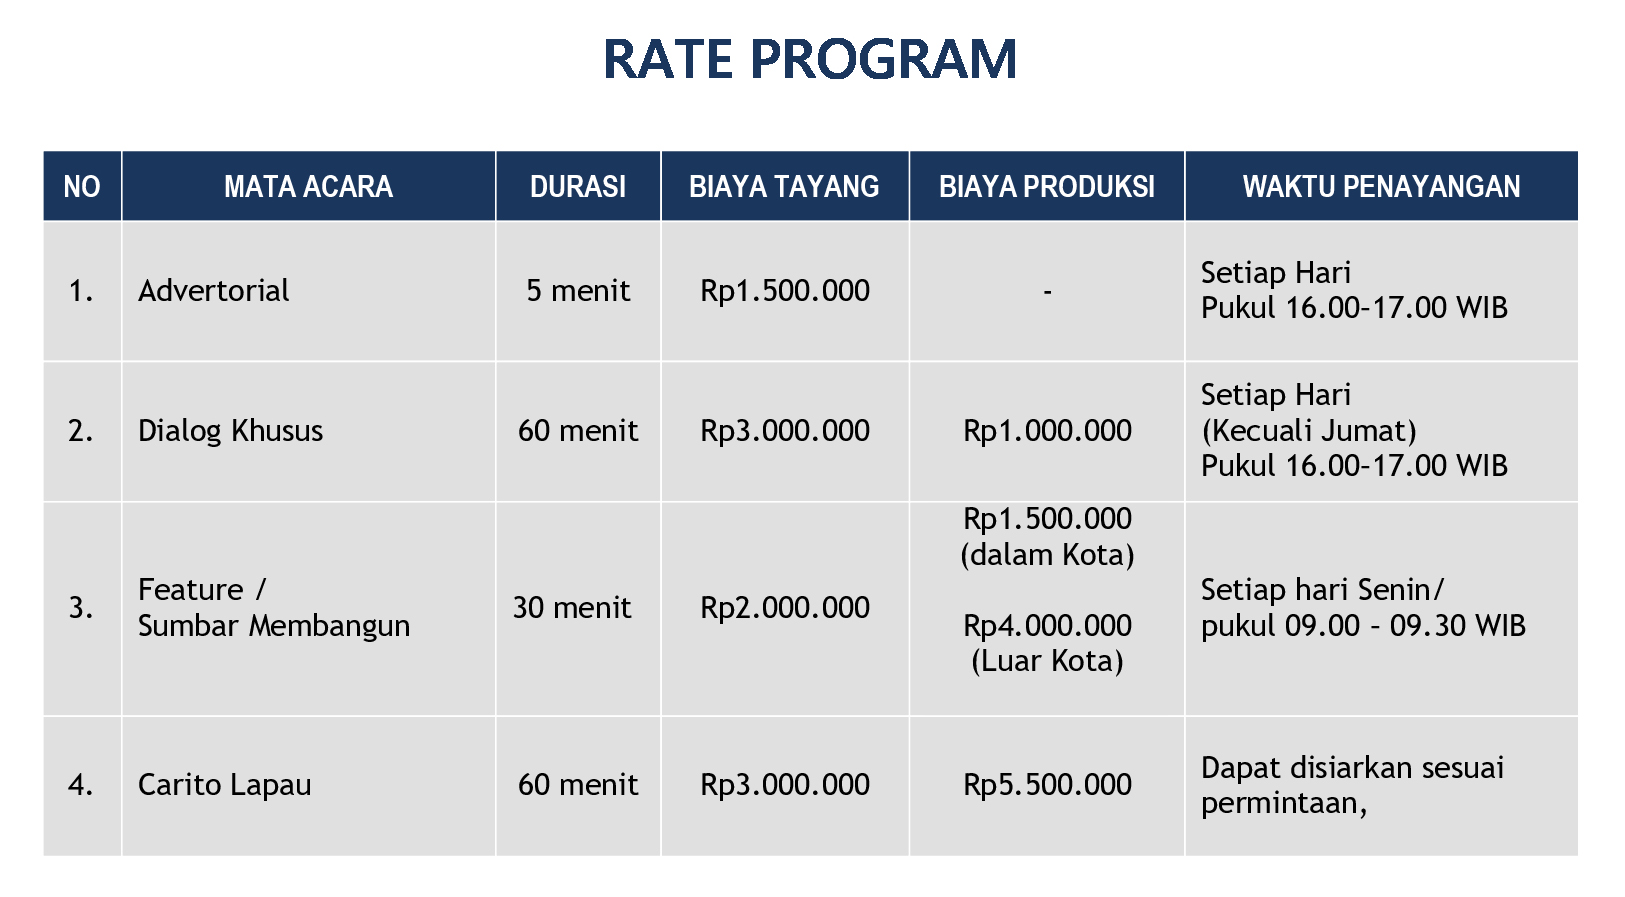 RATE PROGRAM
NO MATA ACARA DURASI BIAYA TAYANG BIAYA PRODUKSI WAKTU PENAYANGAN
1. Advertorial 5 menit Rp1.500.000 - Setiap Hari
Pukul 16.00–17.00 WIB
2. Dialog Khusus 60 menit Rp3.000.000 Rp1.000.000 Setiap Hari
(Kecuali Jumat)
Pukul 16.00–17.00 WIB
3. Feature /
Sumbar Membangun 30 menit Rp2.000.000 Rp1.500.000
(dalam Kota)
Rp4.000.000
(Luar Kota)
Setiap hari Senin/
pukul 09.00 – 09.30 WIB
4. Carito Lapau 60 menit Rp3.000.000 Rp5.500.000 Dapat disiarkan sesuai
permintaan,